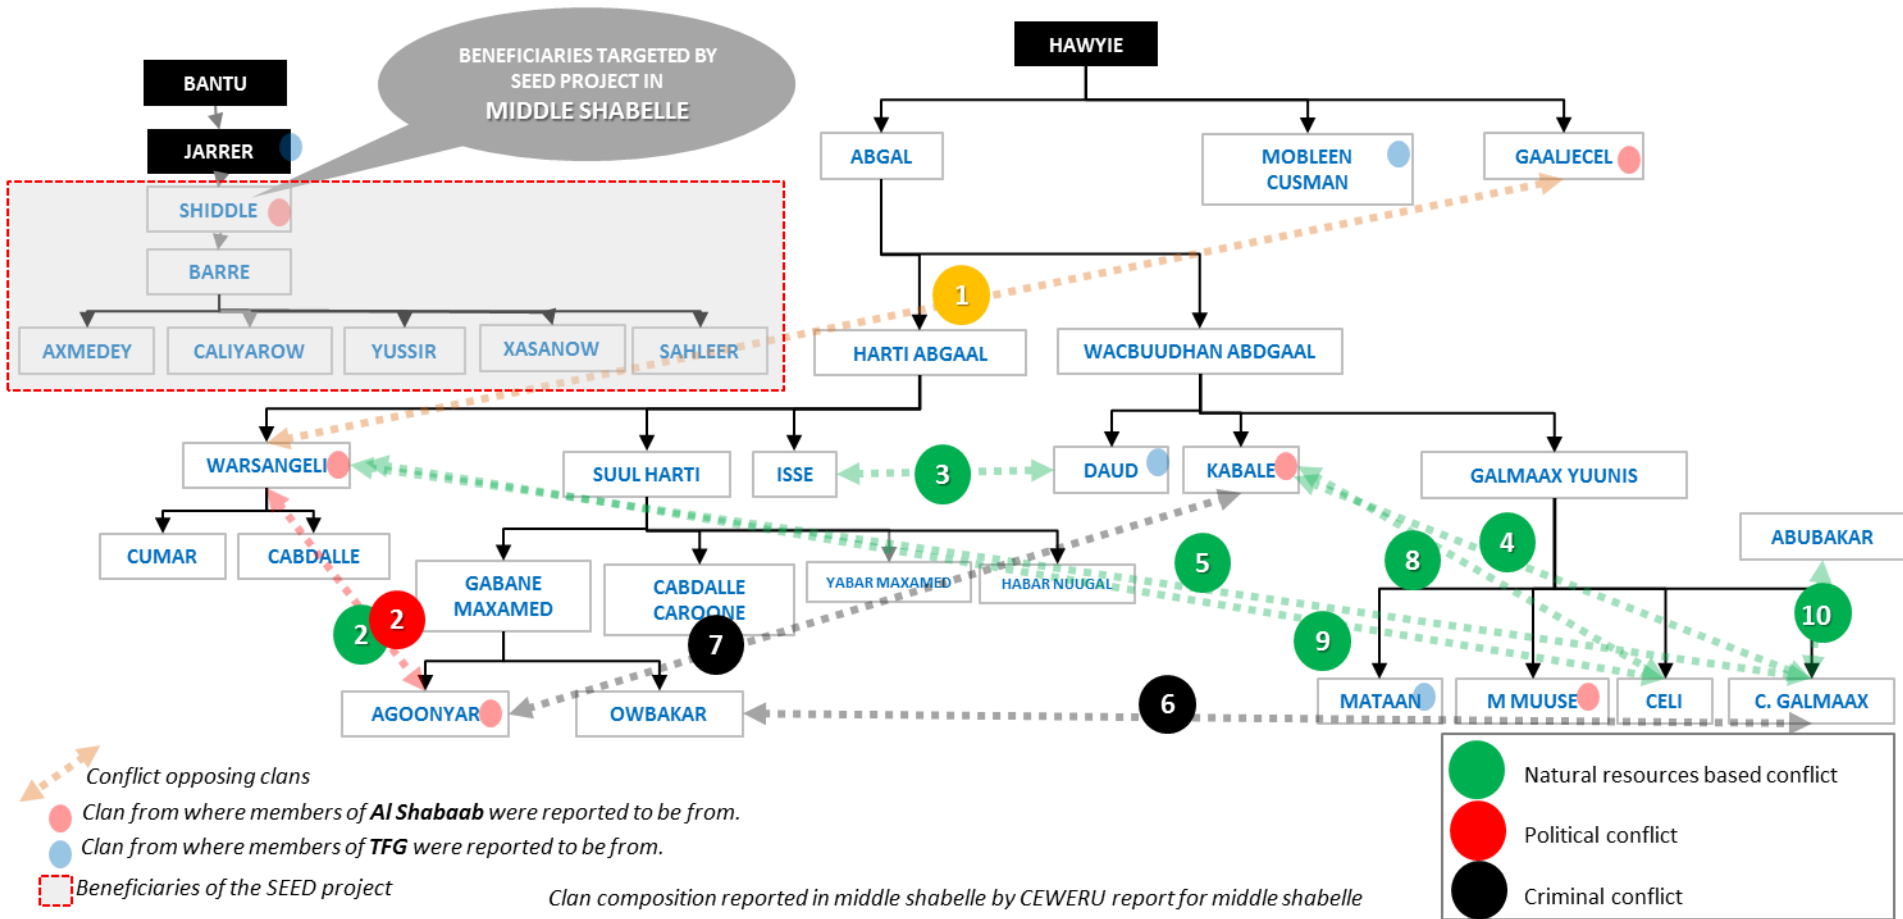 BENEFICIARIES TARGETED BY
SEED PROJECT IN
MIDDLE SHABELLE
HAWYIE
BANTU
JARRER
SHIDDLE
BARRE
AXMEDEY
CALIYAROW
YUSSIR
XASANOW
SAHLEER
ABGAL
MOBLEEN
CUSMAN
GAALJECEL
1
HARTI ABGAAL
WACBUUDHAN ABDGAAL
WARSANGELI
SUUL HARTI
ISSE
3
DAUD
KABALE
GALMAAX YUUNIS
CUMAR
CABDALLE
GABANE
MAXAMED
CABDALLE
CAROONE
YABAR MAXAMED
HABAR NUUGAL
5
8
4
ABUBAKAR
2
2
7
9
10
AGOONYAR
OWBAKAR
6
MATAAN
M MUUSE
CELI
C. GALMAAX
Conflict opposing clans
Clan from where members of Al Shabaab were reported to be from.
Clan from where members of TFG were reported to be from.
Beneficiaries of the SEED project
Clan composition reported in middle shabelle by CEWERU report for middle shabelle
Natural resources based conflict
Political conflict
Criminal conflict